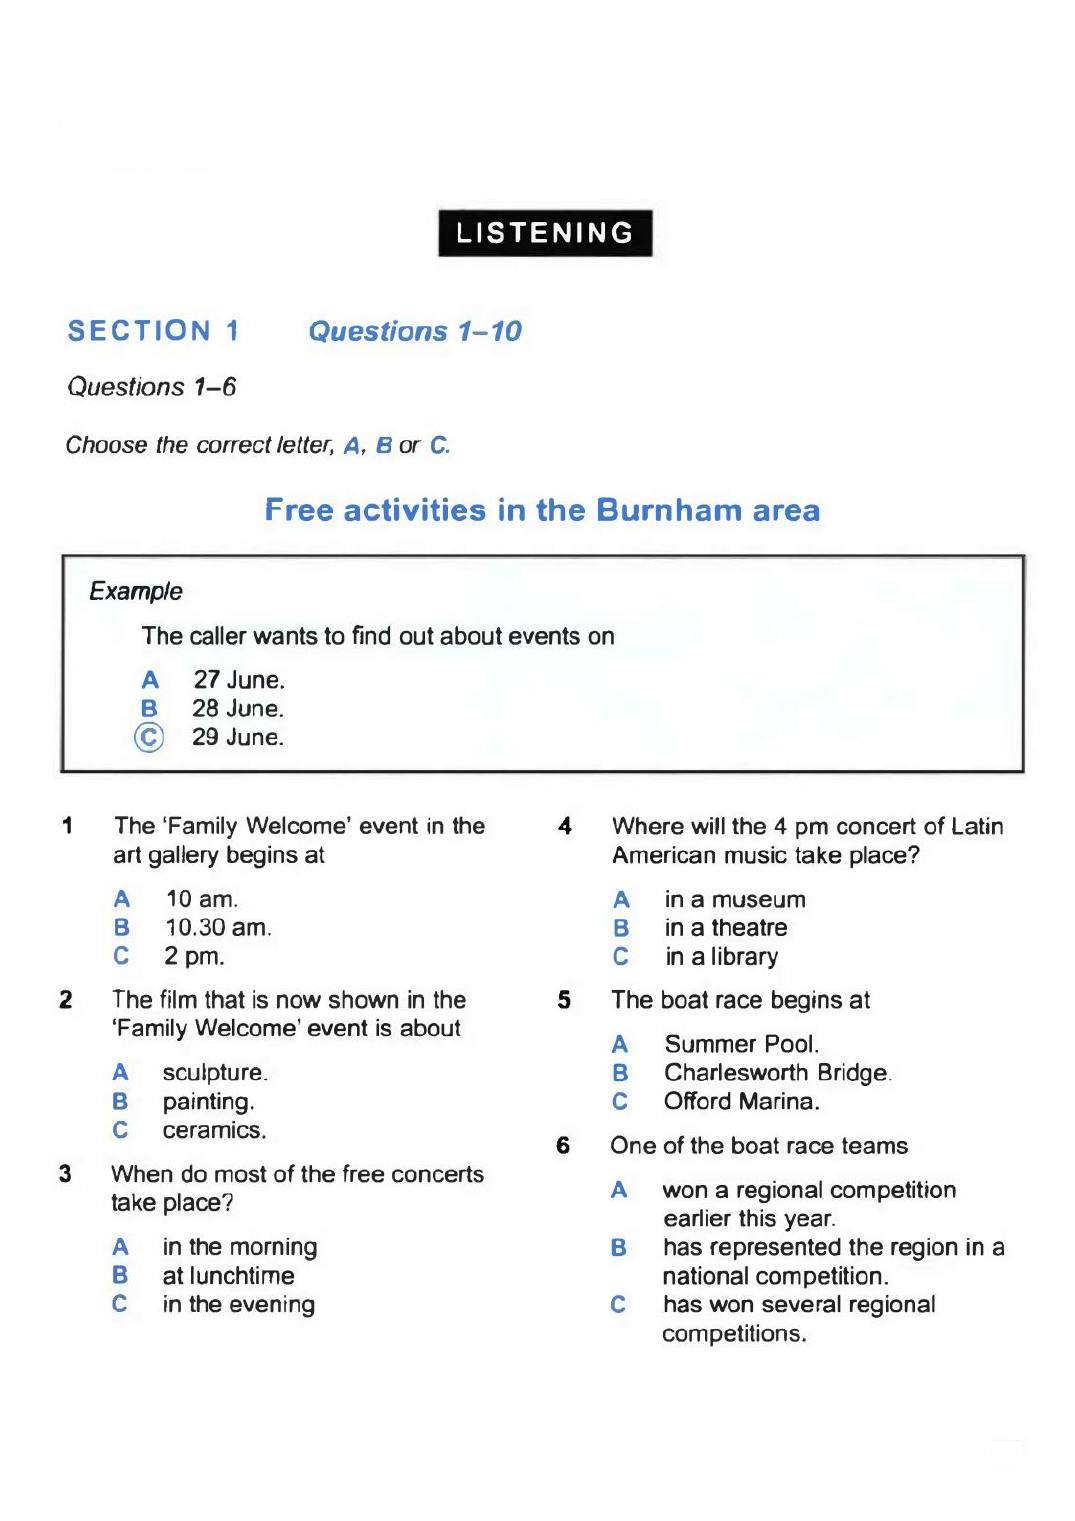 LISTENING
SECTION 1 Questions 1–10
Questions 1–6
Choose the correct letter, A, B or C.
Free activities in the Burnham area
Example
The caller wants to find out about events on
A 27 June.
B 28 June.
C 29 June.
1 The ‘Family Welcome’ event in the
art gallery begins at
A 10 am.
B 10.30 am.
C 2 pm.
2 The film that is now shown in the
‘Family Welcome’ event is about
A sculpture.
B painting.
C ceramics.
3 When do most of the free concerts
take place?
A in the morning
B at lunchtime
C in the evening
4 Where will the 4 pm concert of Latin
American music take place?
A in a museum
B in a theatre
C in a library
5 The boat race begins at
A Summer Pool.
B Charlesworth Bridge.
C Offord Marina.
6 One of the boat race teams
A won a regional competition
earlier this year.
B has represented the region in a
national competition.
C has won several regional
competitions.